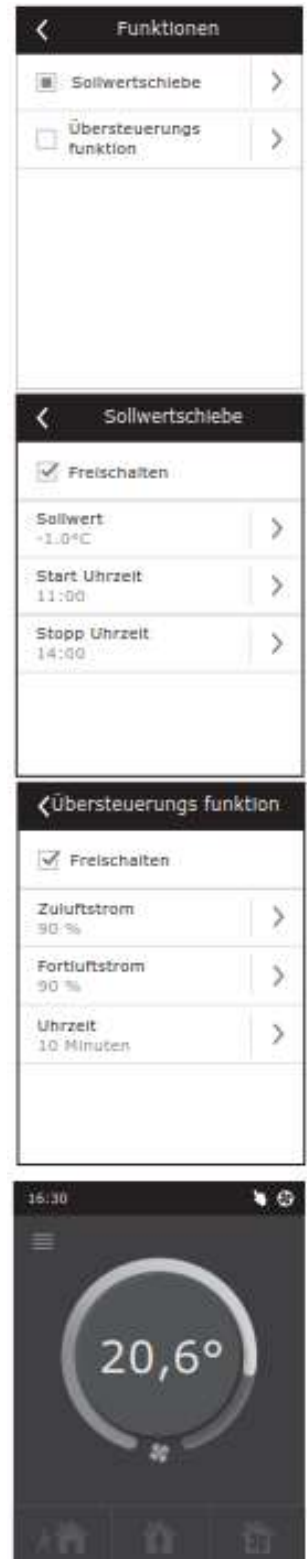 Funktionen
Sollwertschiebe
Übersteuerungs
funktion
Sollwertschiebe
Freischalten
Sollwert
-1.0°C
Start Uhrzeit
11:00
Stopp Uhrzeit
14:00
Übersteuerungs funktion
Freischalten
Zuluftstrom
90 %
Fortluftstrom
90 %
Uhrzeit
10 Minuten
16:30
20,6°